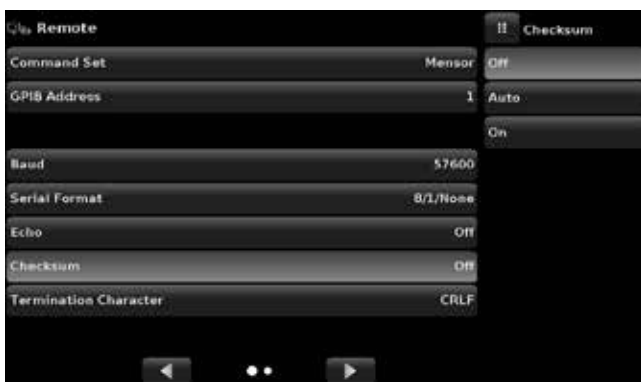 Remote
Command Set Mensor
GPIB Address 1
Baud 57600
Serial Format 8/1/None
Echo Off
Checksum Off
Termination Character CRLF
Checksum
Off
Auto
On